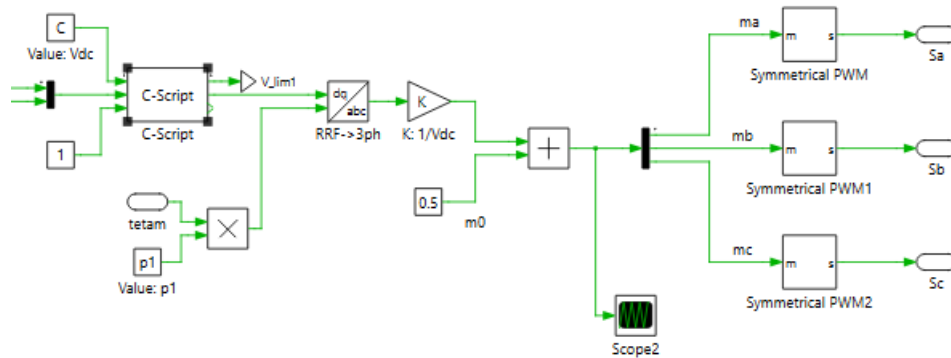 C
Value: Vdc
C-Script
C-Script
1
V_lim1
dq
abc
RRF->3ph
K
K: 1/Vdc
tetam
p1
Value: p1
0.5
m0
+
Scope2
ma
m
s
Symmetrical PWM
Sa
mb
m
s
Symmetrical PWM1
Sb
mc
m
s
Symmetrical PWM2
Sc